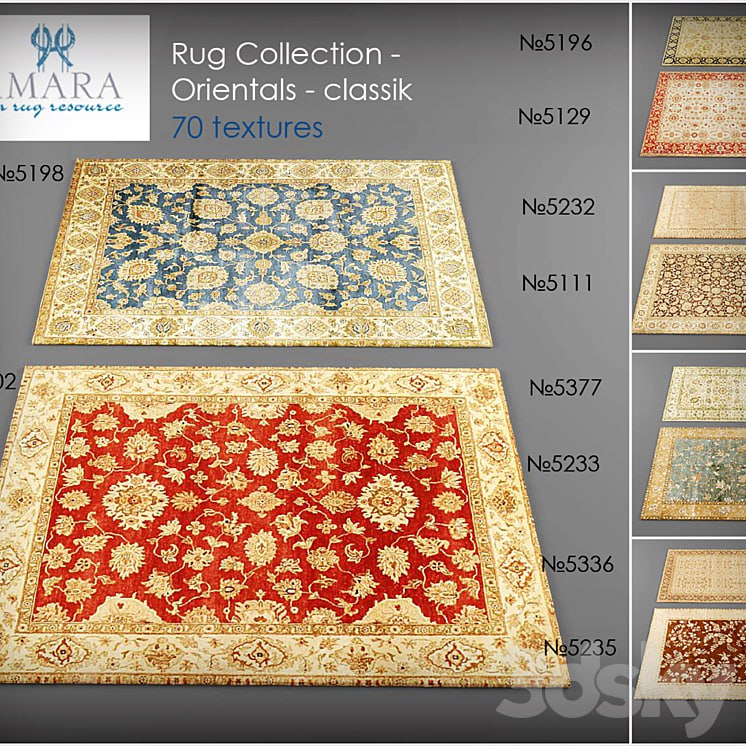 AMARA
rug resource
Rug Collection -
Orientals - classik
70 textures
№5196
№5129
№5198
№5232
№5111
02
№5377
№5233
№5336
№5235
3dsky